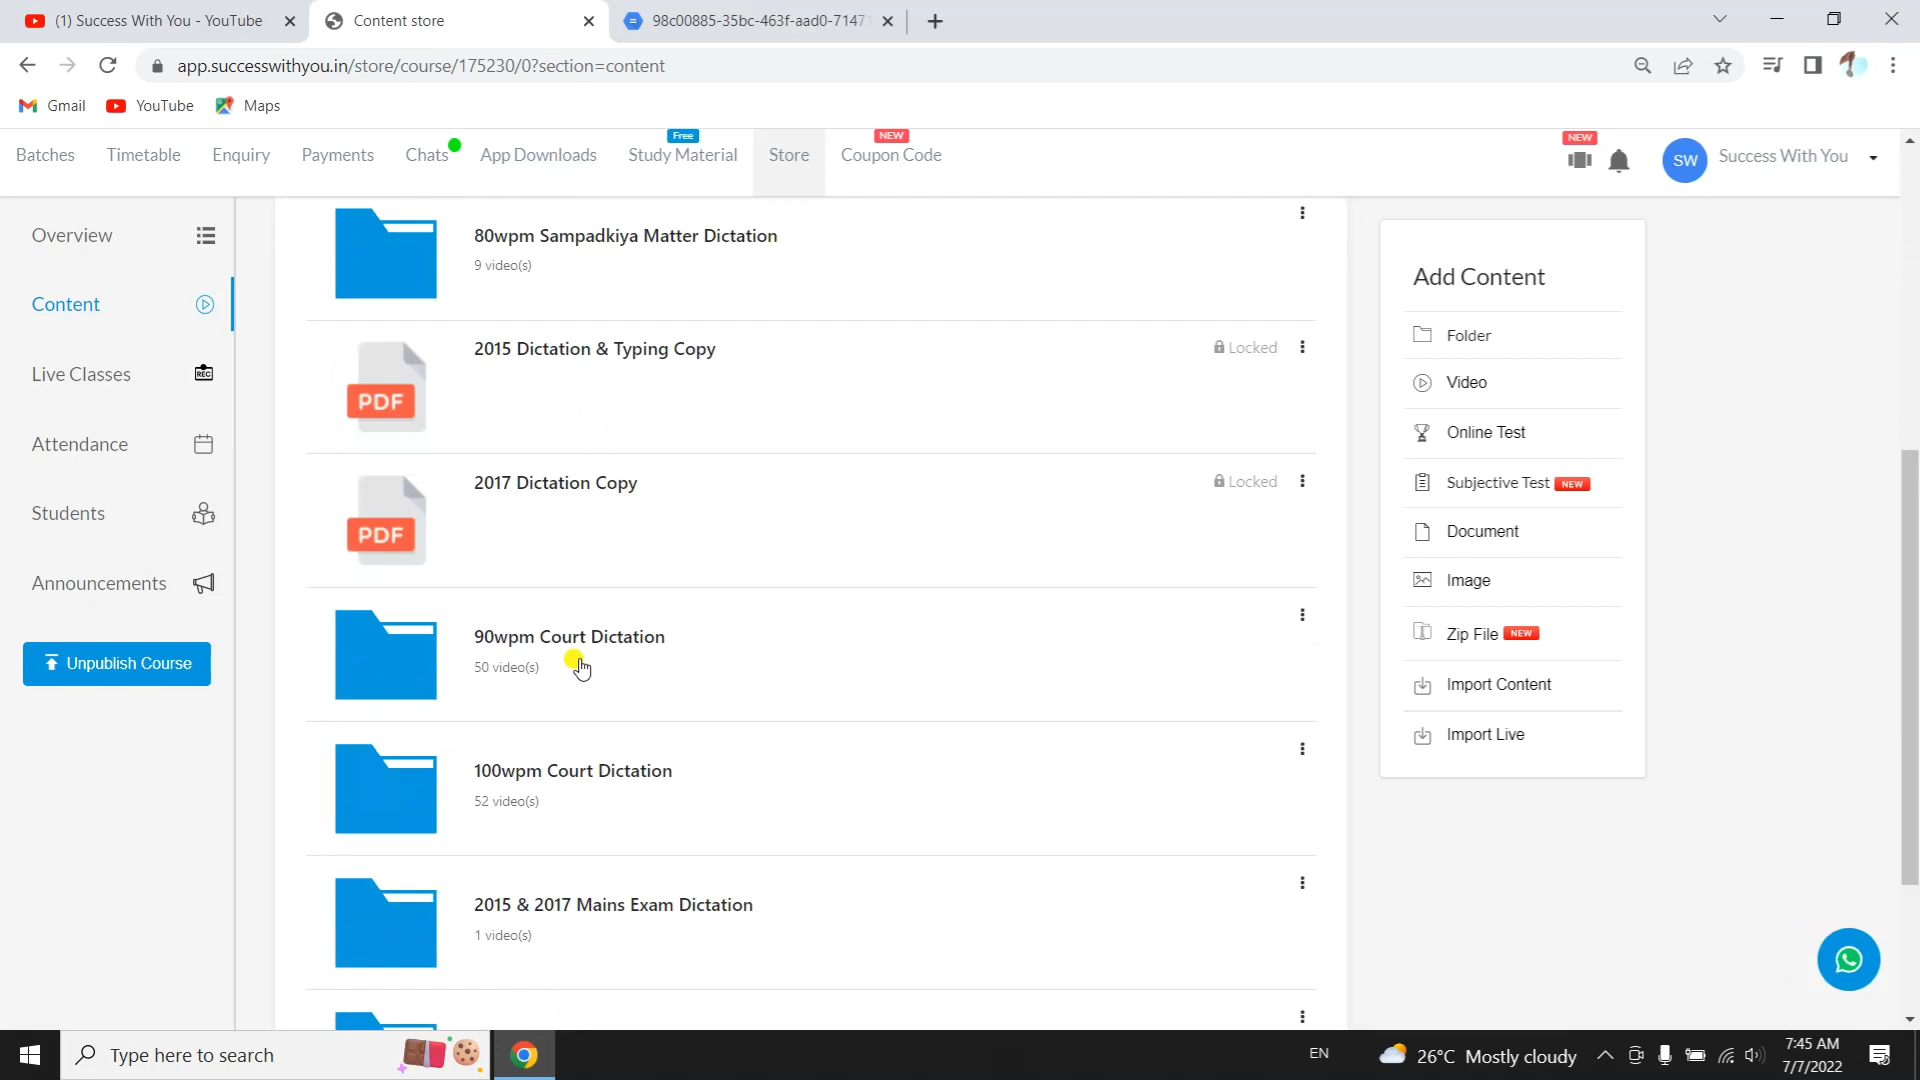 (1) Success With You - YouTube
Content store
98c00885-35bc-463f-aad0-7147
app.successwithyou.in/store/course/175230/0?section=content
Gmail
YouTube
Maps
Batches
Timetable
Enquiry
Payments
Chats
App Downloads
Free
Study Material
Store
NEW
Coupon Code
NEW
SW
Success With You
Overview
Content
Live Classes
REC
Attendance
Students
Announcements
Unpublish Course
80wpm Sampadkiya Matter Dictation
9 video(s)
PDF
2015 Dictation & Typing Copy
Locked
PDF
2017 Dictation Copy
Locked
90wpm Court Dictation
50 video(s)
100wpm Court Dictation
52 video(s)
2015 & 2017 Mains Exam Dictation
1 video(s)
Add Content
Folder
Video
Online Test
Subjective Test NEW
Document
Image
Zip File NEW
Import Content
Import Live
Type here to search
EN
26°C Mostly cloudy
7:45 AM
7/7/2022